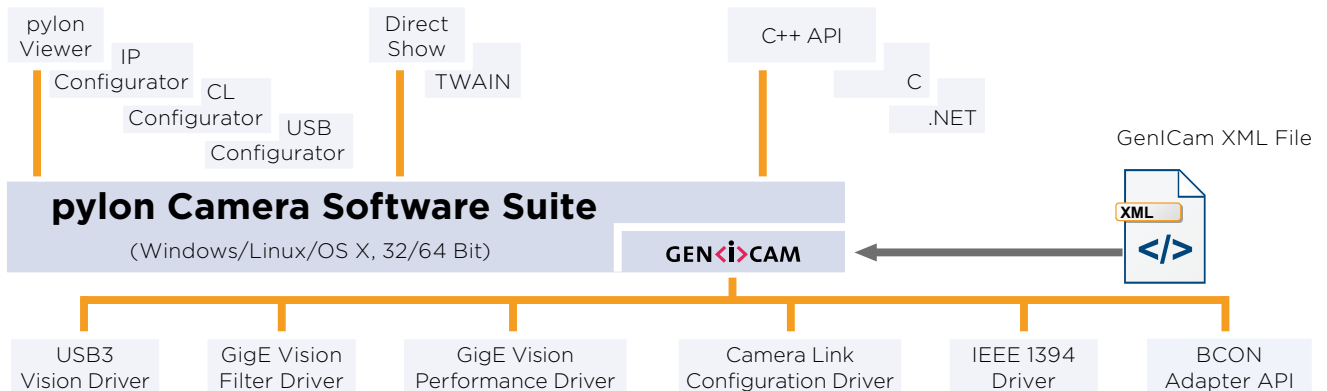 pylon
Viewer
IP
Configurator
CL
Configurator
USB
Configurator
Direct
Show
TWAIN
C++ API
C
.NET
GenICam XML File
XML
</>
pylon Camera Software Suite
(Windows/Linux/OS X, 32/64 Bit)
GEN<i>CAM
USB3
Vision Driver
GigE Vision
Filter Driver
GigE Vision
Performance Driver
Camera Link
Configuration Driver
IEEE 1394
Driver
BCON
Adapter API